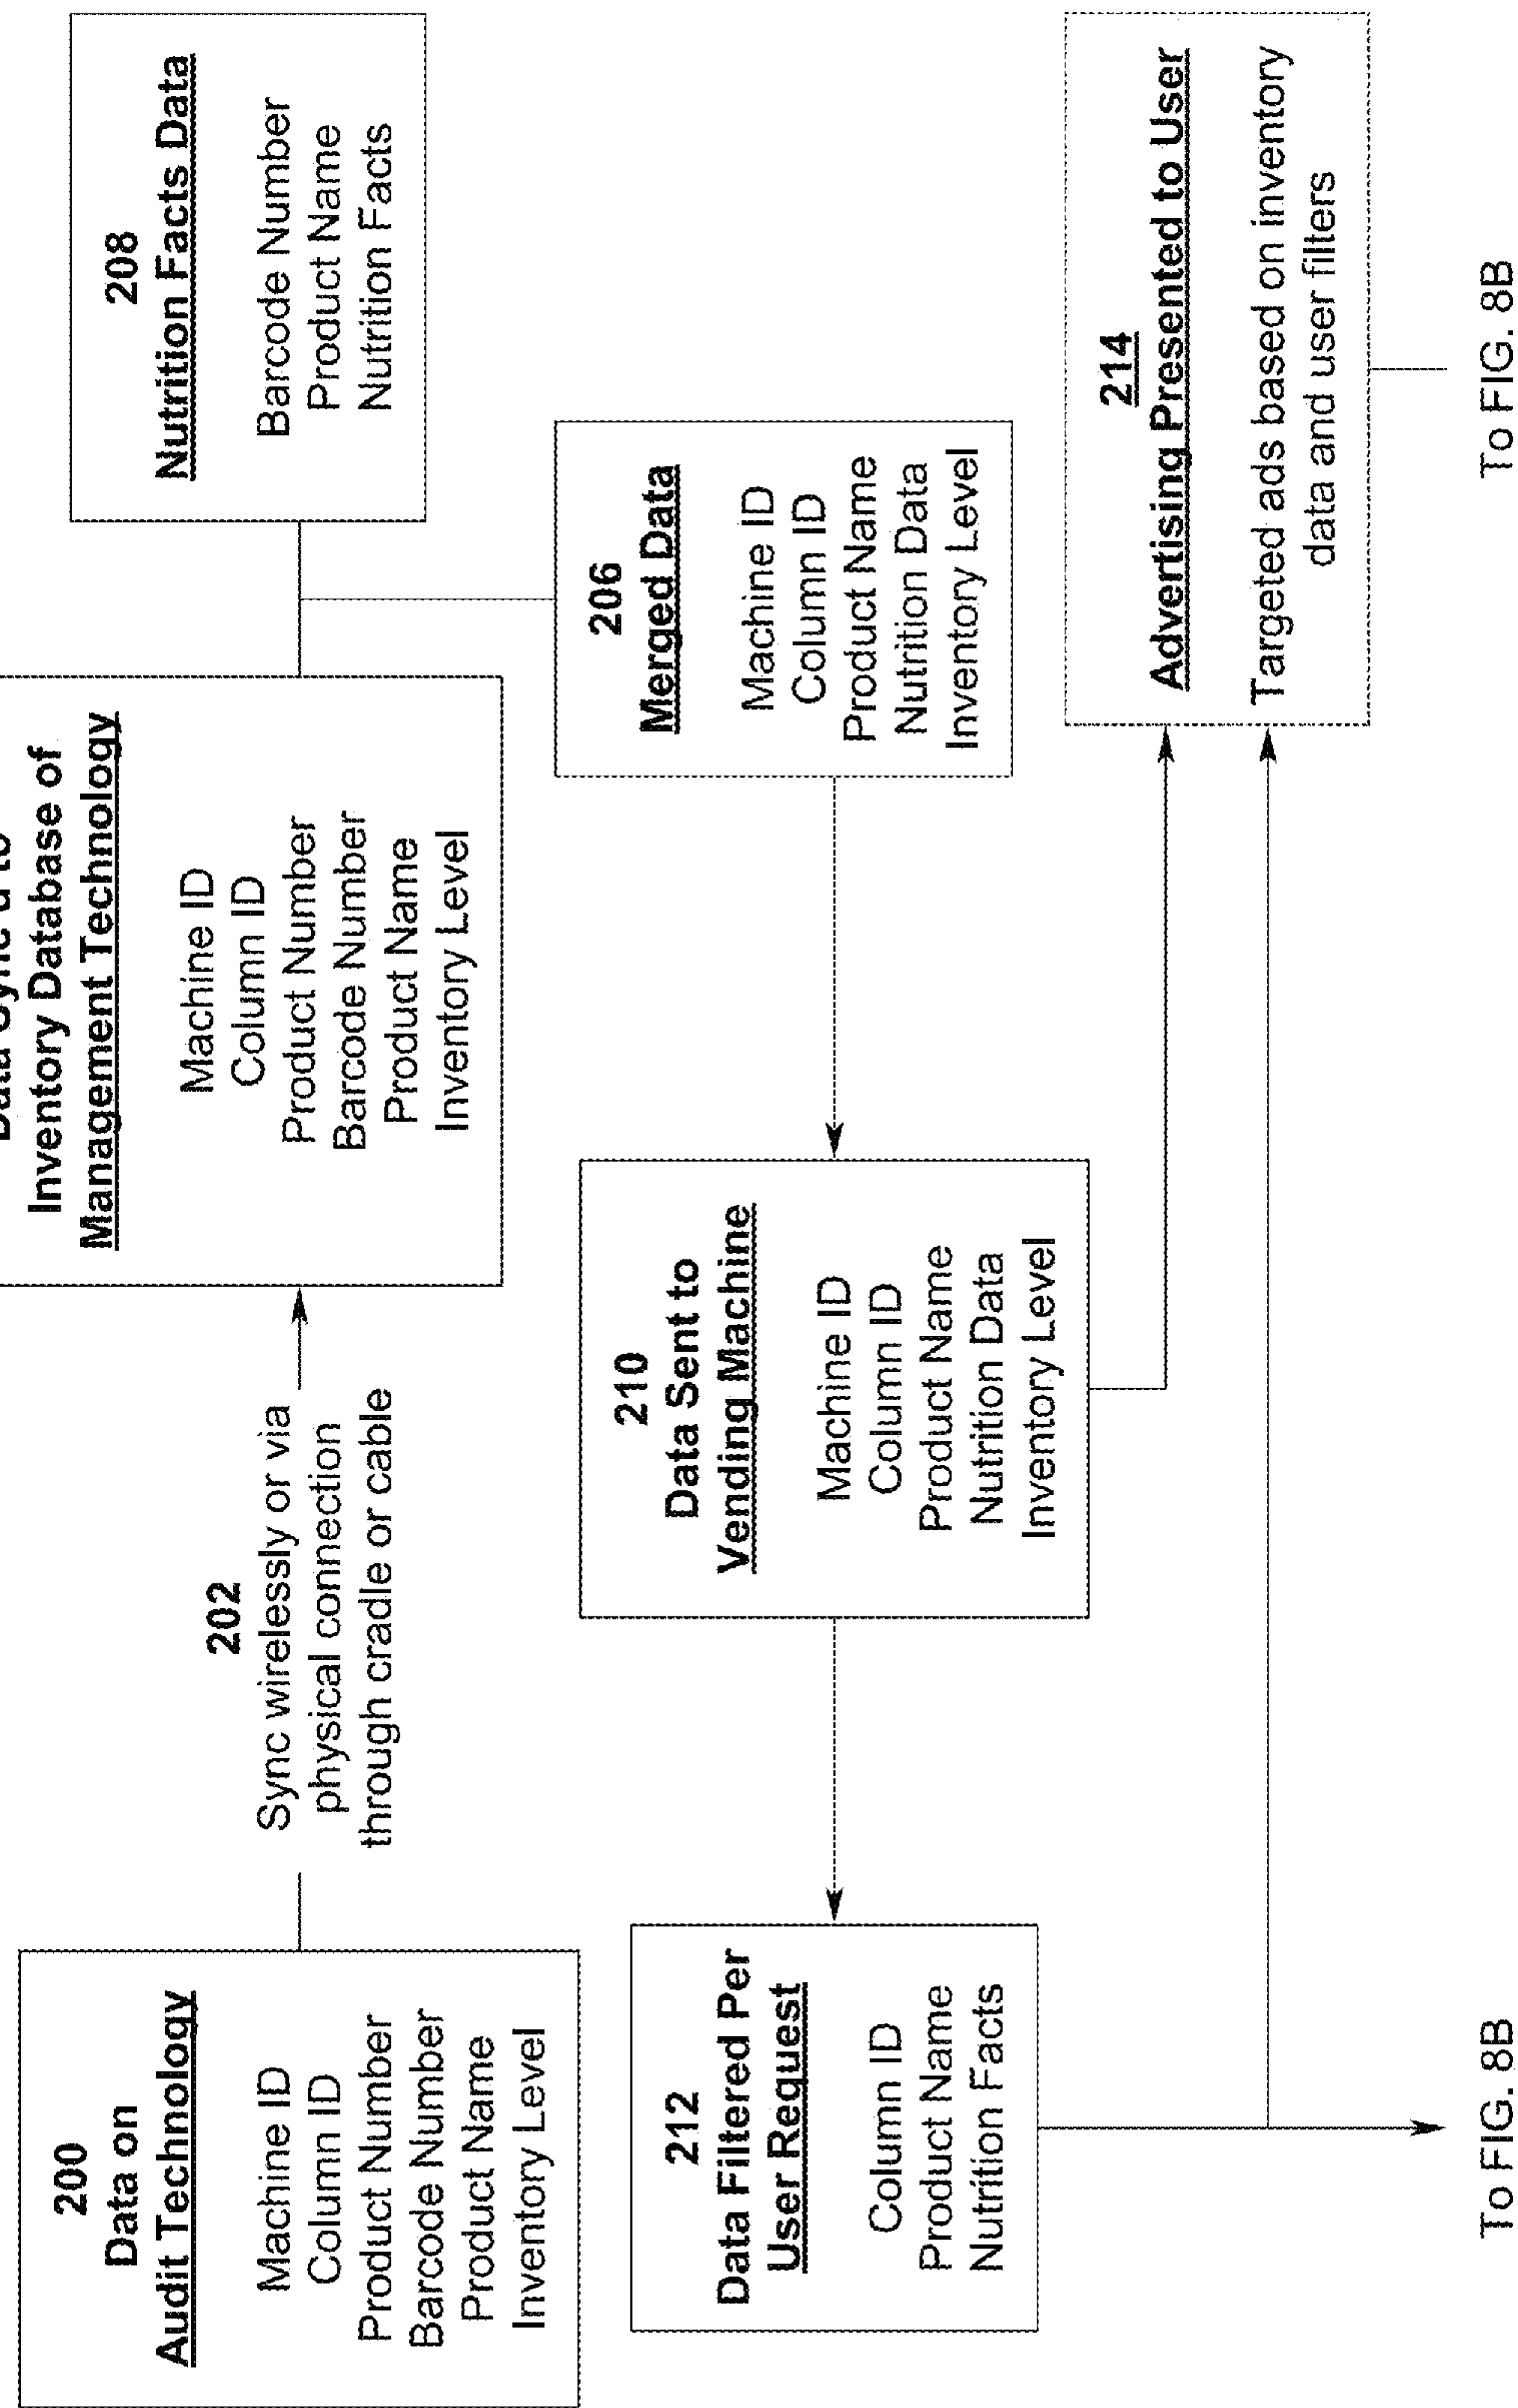 200
Data on
Audit Technology
Machine ID
Column ID
Product Number
Barcode Number
Product Name
Inventory Level
202
Sync wirelessly or via
physical connection
through cradle or cable
Inventory Database of
Management Technology
Machine ID
Column ID
Product Number
Barcode Number
Product Name
Inventory Level
208
Nutrition Facts Data
Barcode Number
Product Name
Nutrition Facts
206
Merged Data
Machine ID
Column ID
Product Name
Nutrition Data
Inventory Level
210
Data Sent to
Vending Machine
Machine ID
Column ID
Product Name
Nutrition Data
Inventory Level
212
Data Filtered Per
User Request
Column ID
Product Name
Nutrition Facts
214
Advertising Presented to User
Targeted ads based on inventory
data and user filters
To FIG. 8B
To FIG. 8B